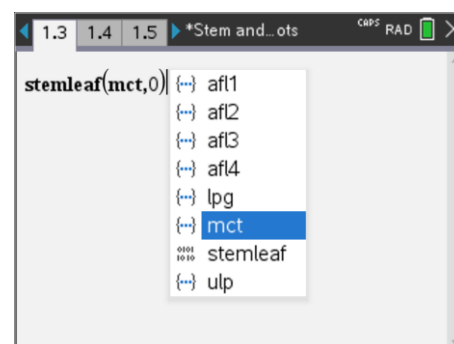 1.3 1.4 1.5 *Stem and...ots CAPS RAD
stemleaf(mct,0)
afl1
afl2
afl3
afl4
lpg
mct
stemleaf
ulp